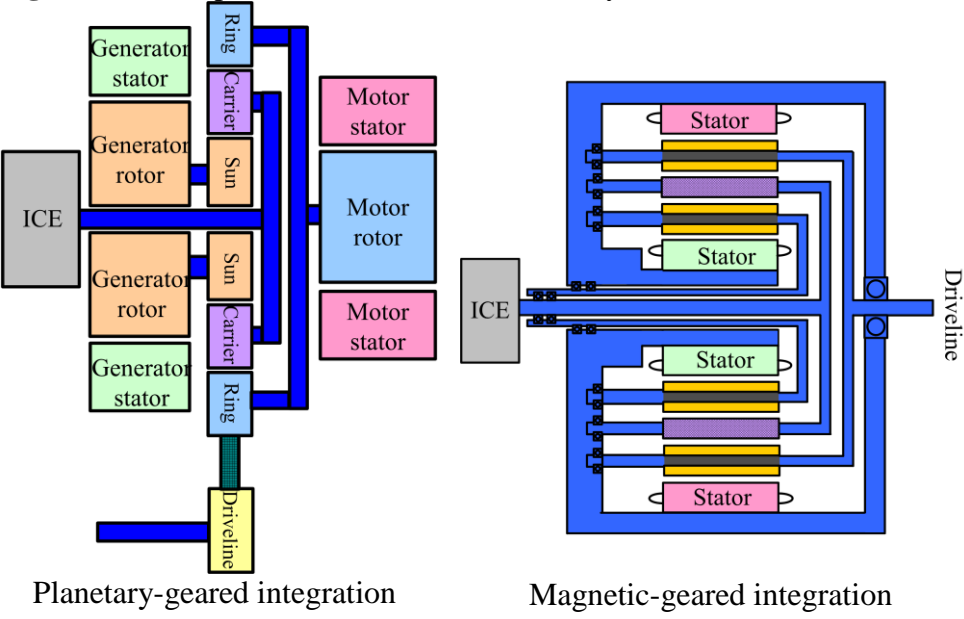 Ring
Generator
stator
Carrier
Motor
stator
Generator
rotor
Sun
ICE
Motor
rotor
Sun
Generator
rotor
Carrier
Motor
stator
Generator
stator
Ring
Driveline
Planetary-geared integration
Stator
Stator
ICE
Driveline
Stator
Stator
Magnetic-geared integration